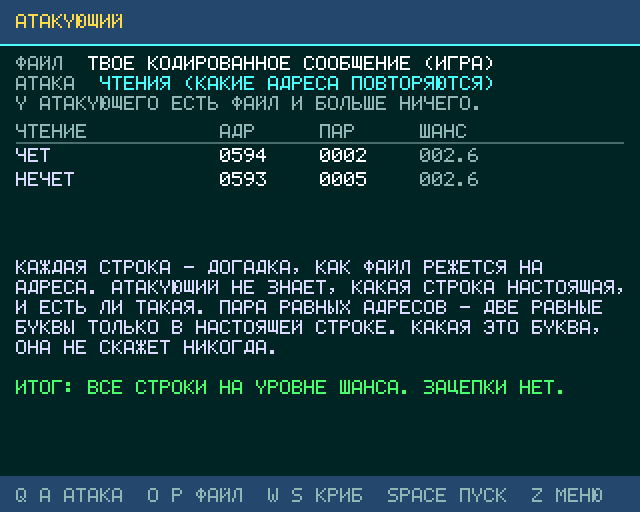 АТАКУЮЩИЙ
ФАЙЛ ТВОЕ КОДИРОВАННОЕ СООБЩЕНИЕ (ИГРА)
АТАКА ЧТЕНИЯ (КАКИЕ АДРЕСА ПОВТОРЯЮТСЯ)
У АТАКУЮЩЕГО ЕСТЬ ФАЙЛ И БОЛЬШЕ НИЧЕГО.
ЧТЕНИЕ АДР ПАР ШАНС
ЧЕТ 0594 0002 002.6
НЕЧЕТ 0593 0005 002.6
КАЖДАЯ СТРОКА - ДОГАДКА, КАК ФАЙЛ РЕЖЕТСЯ НА
АДРЕСА. АТАКУЮЩИЙ НЕ ЗНАЕТ, КАКАЯ СТРОКА НАСТОЯЩАЯ,
И ЕСТЬ ЛИ ТАКАЯ. ПАРА РАВНЫХ АДРЕСОВ - ДВЕ РАВНЫЕ
БУКВЫ ТОЛЬКО В НАСТОЯЩЕЙ СТРОКЕ. КАКАЯ ЭТО БУКВА,
ОНА НЕ СКАЖЕТ НИКОГДА.
ИТОГ: ВСЕ СТРОКИ НА УРОВНЕ ШАНСА. ЗАЦЕПКИ НЕТ.
Q A АТАКА O P ФАЙЛ W S КРИБ SPACE ПУСК Z МЕНЮ